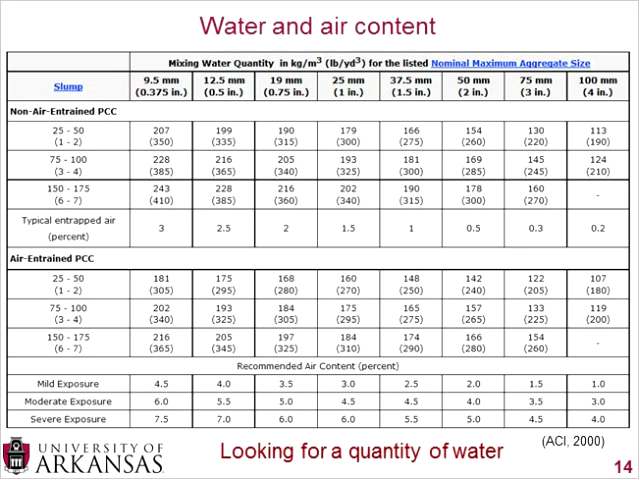 Water and air content
Mixing Water Quantity in kg/m3 (lb/yd3) for the listed Nominal Maximum Aggregate Size
Slump 9.5 mm (0.375 in.) 12.5 mm (0.5 in.) 19 mm (0.75 in.) 25 mm (1 in.) 37.5 mm (1.5 in.) 50 mm (2 in.) 75 mm (3 in.) 100 mm (4 in.)
Non-Air-Entrained PCC
25 - 50 207 199 190 179 166 154 130 113
(1 - 2) (350) (335) (315) (300) (275) (260) (220) (190)
75 - 100 228 216 205 193 181 169 145 124
(3 - 4) (385) (365) (340) (325) (300) (285) (245) (210)
150 - 175 243 228 216 202 190 178 160 -
(6 - 7) (410) (385) (360) (340) (315) (300) (270)
Typical entrapped air (percent) 3 2.5 2 1.5 1 0.5 0.3 0.2
Air-Entrained PCC
25 - 50 181 175 168 160 148 142 122 107
(1 - 2) (305) (295) (280) (270) (250) (240) (205) (180)
75 - 100 202 193 184 175 165 157 133 119
(3 - 4) (340) (325) (305) (295) (275) (265) (225) (200)
150 - 175 216 205 197 184 174 166 154 -
(6 - 7) (365) (345) (325) (310) (290) (280) (260)
Recommended Air Content (percent)
Mild Exposure 4.5 4.0 3.5 3.0 2.5 2.0 1.5 1.0
Moderate Exposure 6.0 5.5 5.0 4.5 4.5 4.0 3.5 3.0
Severe Exposure 7.5 7.0 6.0 6.0 5.5 5.0 4.5 4.0
UNIVERSITY OF
ARKANSAS
Looking for a quantity of water
(ACI, 2000)
14